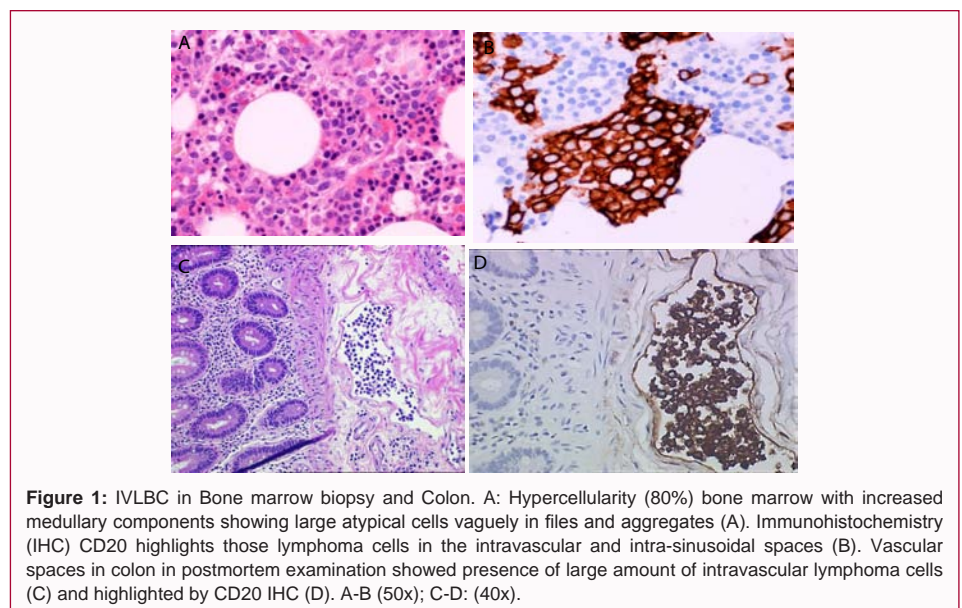 A
B
C
D
Figure 1: IVLBC in Bone marrow biopsy and Colon. A: Hypercellularity (80%) bone marrow with increased
medullary components showing large atypical cells vaguely in files and aggregates (A). Immunohistochemistry
(IHC) CD20 highlights those lymphoma cells in the intravascular and intra-sinusoidal spaces (B). Vascular
spaces in colon in postmortem examination showed presence of large amount of intravascular lymphoma cells
(C) and highlighted by CD20 IHC (D). A-B (50x); C-D: (40x).